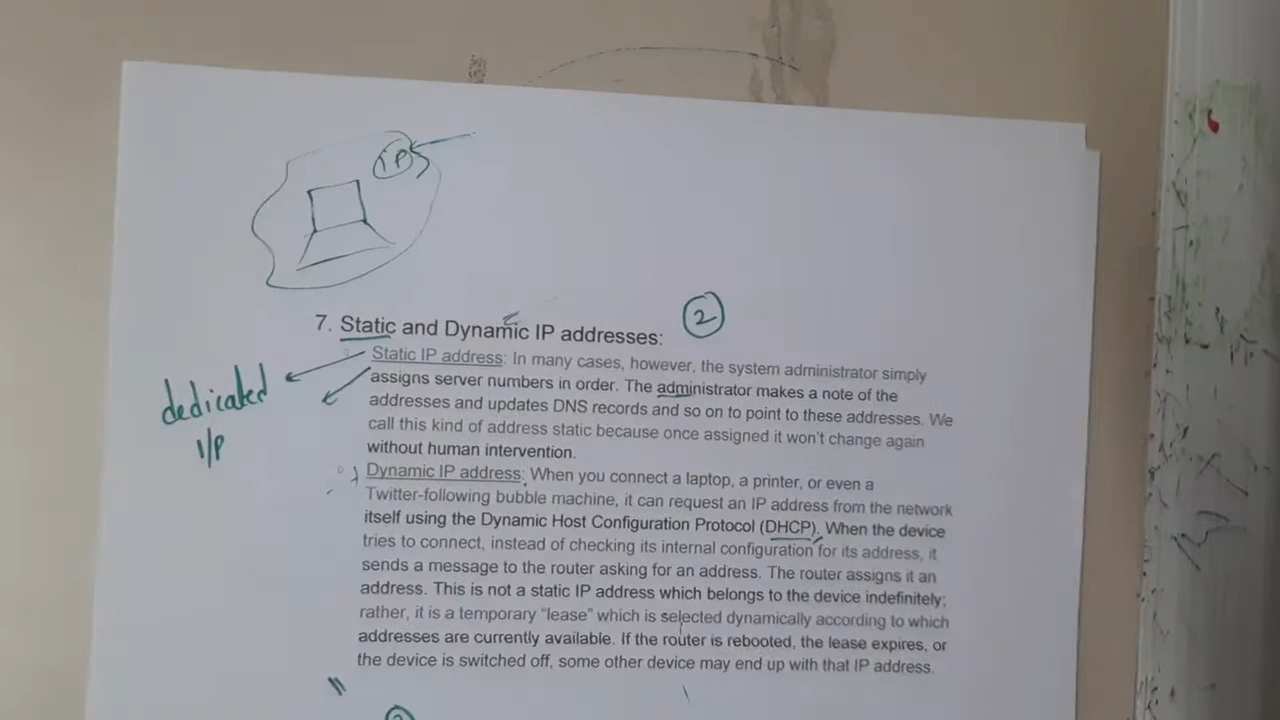 IP
2
7. Static and Dynamic IP addresses:
Static IP address: In many cases, however, the system administrator simply
assigns server numbers in order. The administrator makes a note of the
addresses and updates DNS records and so on to point to these addresses. We
call this kind of address static because once assigned it won't change again
without human intervention.
dedicated
I/P
Dynamic IP address: When you connect a laptop, a printer, or even a
Twitter-following bubble machine, it can request an IP address from the network
itself using the Dynamic Host Configuration Protocol (DHCP). When the device
tries to connect, instead of checking its internal configuration for its address, it
sends a message to the router asking for an address. The router assigns it an
address. This is not a static IP address which belongs to the device indefinitely;
rather, it is a temporary “lease” which is selected dynamically according to which
addresses are currently available. If the router is rebooted, the lease expires, or
the device is switched off, some other device may end up with that IP address.